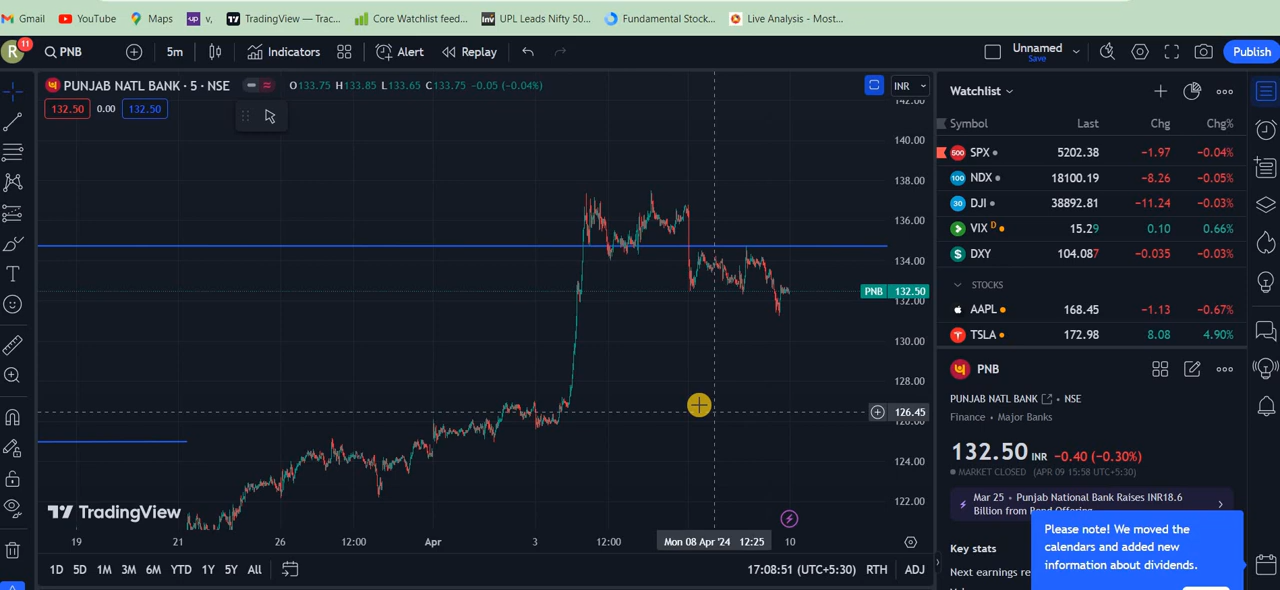 Gmail YouTube Maps v, TradingView — Trac... Core Watchlist feed... UPL Leads Nifty 50... Fundamental Stock... Live Analysis - Most...
R 11 PNB 5m Indicators Alert Replay Unnamed Save Publish
PUNJAB NATL BANK · 5 · NSE O133.75 H133.85 L133.65 C133.75 -0.05 (-0.04%) INR
132.50 0.00 132.50
142.00
140.00
138.00
136.00
134.00
PNB 132.50
132.00
130.00
128.00
126.45
126.00
124.00
122.00
TradingView
19 21 26 12:00 Apr 3 12:00 Mon 08 Apr '24 12:25 10
1D 5D 1M 3M 6M YTD 1Y 5Y All 17:08:51 (UTC+5:30) RTH ADJ
Watchlist
Symbol Last Chg Chg%
500 SPX 5202.38 −1.97 −0.04%
100 NDX 18100.19 −8.26 −0.05%
30 DJI 38892.81 −11.24 −0.03%
VIX D 15.29 0.10 0.66%
$ DXY 104.087 −0.035 −0.03%
STOCKS
AAPL 168.45 −1.13 −0.67%
TSLA 172.98 8.08 4.90%
PNB
PUNJAB NATL BANK • NSE
Finance • Major Banks
132.50 INR −0.40 (−0.30%)
MARKET CLOSED (APR 09 15:58 UTC+5:30)
Mar 25 • Punjab National Bank Raises INR18.6
Billion from Bond Offering
Key stats
Next earnings re
Please note! We moved the
calendars and added new
information about dividends.